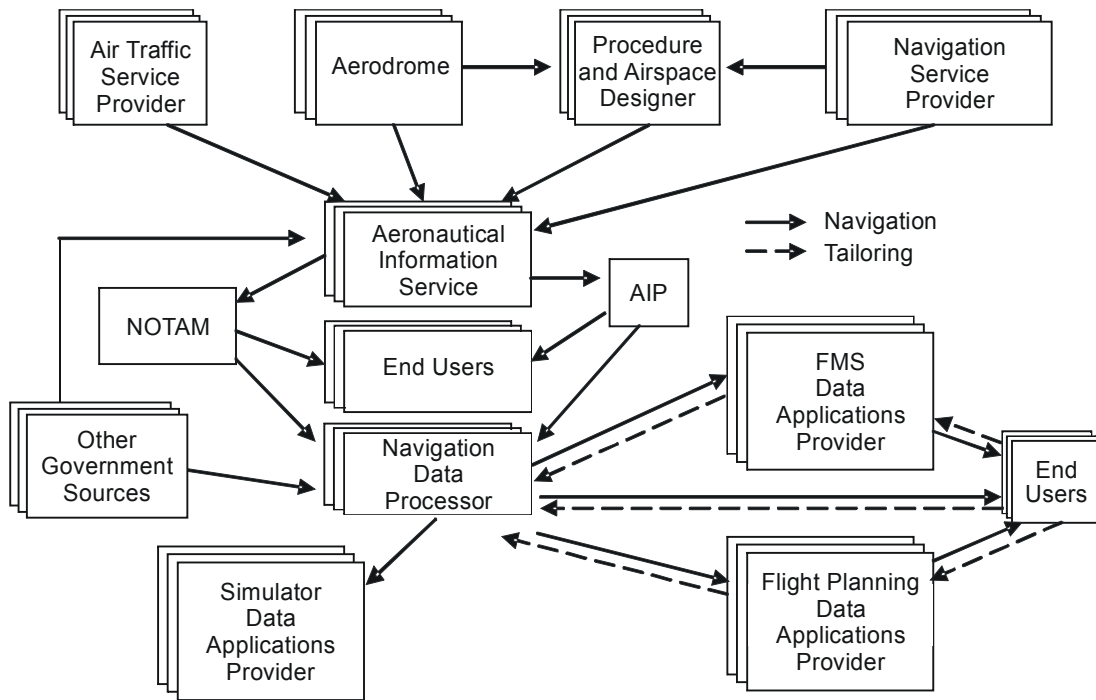 Air Traffic
Service
Provider
Aerodrome
Procedure
and Airspace
Designer
Navigation
Service
Provider
Aeronautical
Information
Service
Navigation
Tailoring
NOTAM
AIP
End Users
FMS
Data
Applications
Provider
Other
Government
Sources
Navigation
Data
Processor
End
Users
Simulator
Data
Applications
Provider
Flight Planning
Data
Applications
Provider